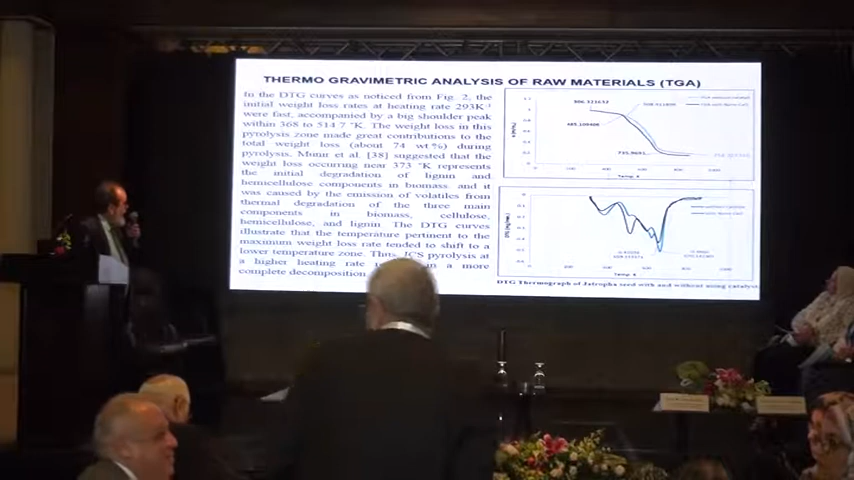 THERMO GRAVIMETRIC ANALYSIS OF RAW MATERIALS (TGA)
In the DTG curves as noticed from Fig. 2, the
initial weight loss rates at heating rate 293K⁻¹
were fast, accompanied by a big shoulder peak
within 368 to 514.7 °K. The weight loss in this
pyrolysis zone made great contributions to the
total weight loss (about 74 wt.%) during
pyrolysis. Munir et al. [38] suggested that the
weight loss occurring near 373 °K represents
the initial degradation of lignin and
hemicellulose components in biomass. and it
was caused by the emission of volatiles from
thermal degradation of the three main
components in biomass, cellulose,
hemicellulose, and lignin. The DTG curves
illustrate that the temperature pertinent to the
maximum weight loss rate tended to shift to a
lower temperature zone. Thus, JCS pyrolysis at
a higher heating rate in a more
complete decomposition
Temp. K
Temp. K
DTG Thermograph of Jatropha seed with and without using catalyst.